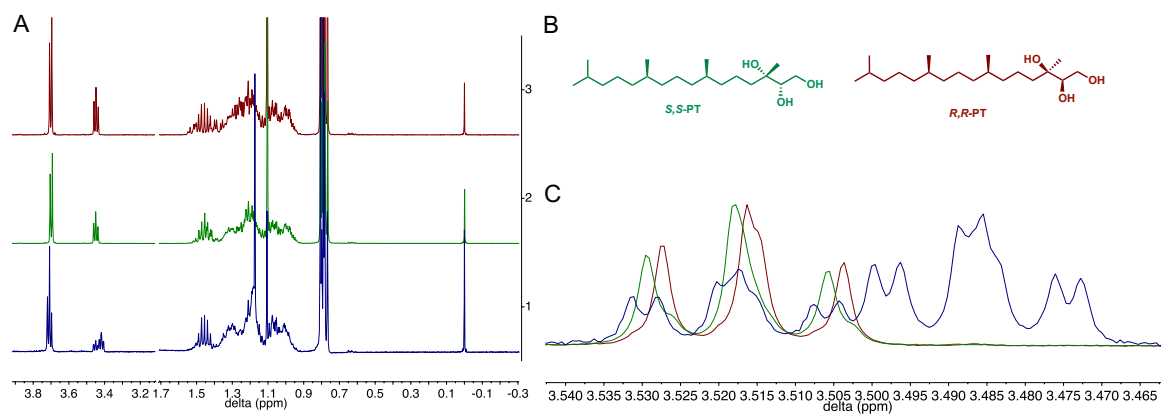 A
3
2
1
3.9 3.6 3.4 3.2 1.7 1.5 1.3 1.1 0.9 0.7 0.5 0.3 0.1 -0.1 -0.3
delta (ppm)
B
HO
OH
OH
S,S-PT
HO
OH
OH
R,R-PT
C
3.540 3.535 3.530 3.525 3.520 3.515 3.510 3.505 3.500 3.495 3.490 3.485 3.480 3.475 3.470 3.465
delta (ppm)